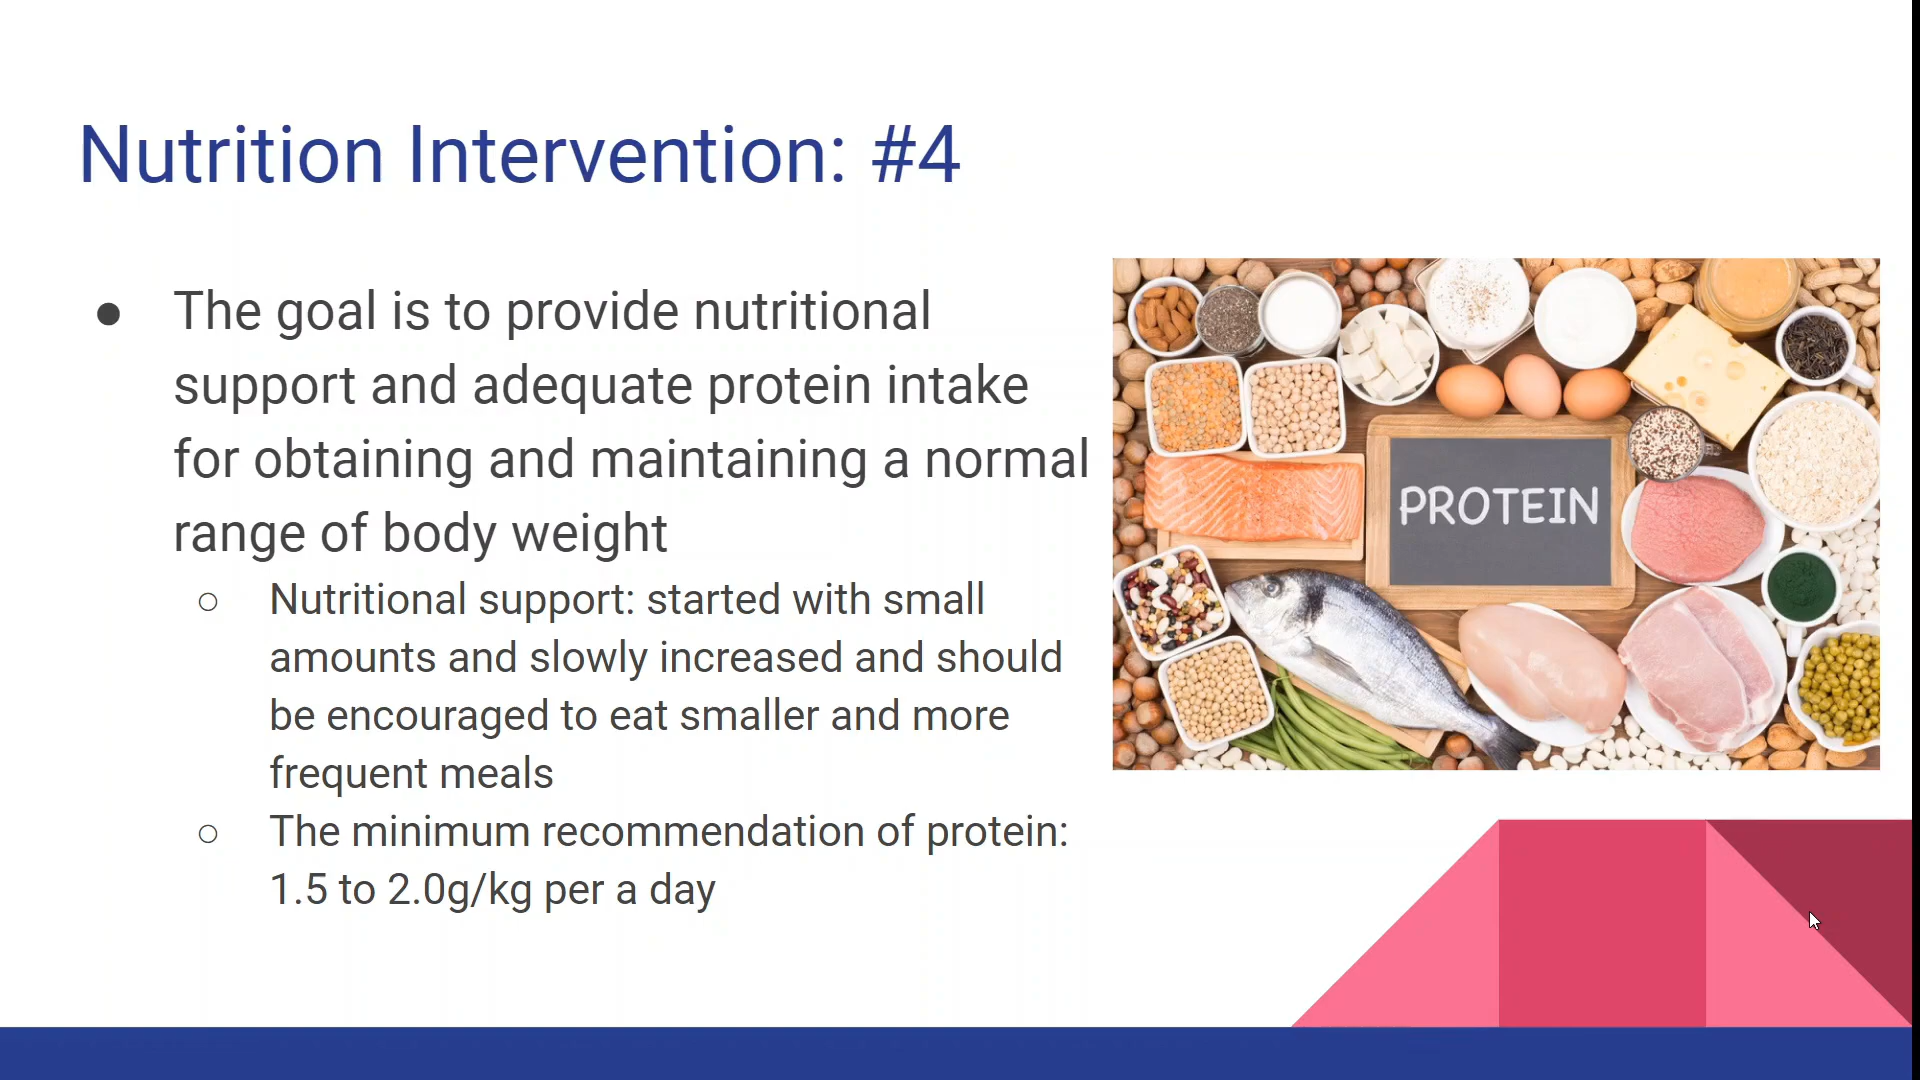 Nutrition Intervention: #4
● The goal is to provide nutritional
support and adequate protein intake
for obtaining and maintaining a normal
range of body weight
○ Nutritional support: started with small
amounts and slowly increased and should
be encouraged to eat smaller and more
frequent meals
○ The minimum recommendation of protein:
1.5 to 2.0g/kg per a day
PROTEIN